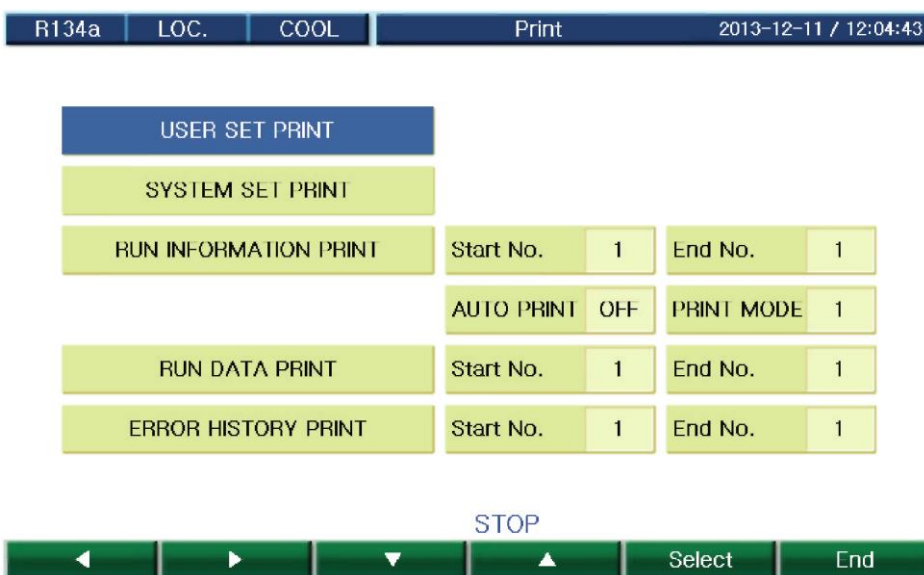 R134a LOC. COOL Print 2013-12-11 / 12:04:43
USER SET PRINT
SYSTEM SET PRINT
RUN INFORMATION PRINT Start No. 1 End No. 1
AUTO PRINT OFF PRINT MODE 1
RUN DATA PRINT Start No. 1 End No. 1
ERROR HISTORY PRINT Start No. 1 End No. 1
STOP
Select End